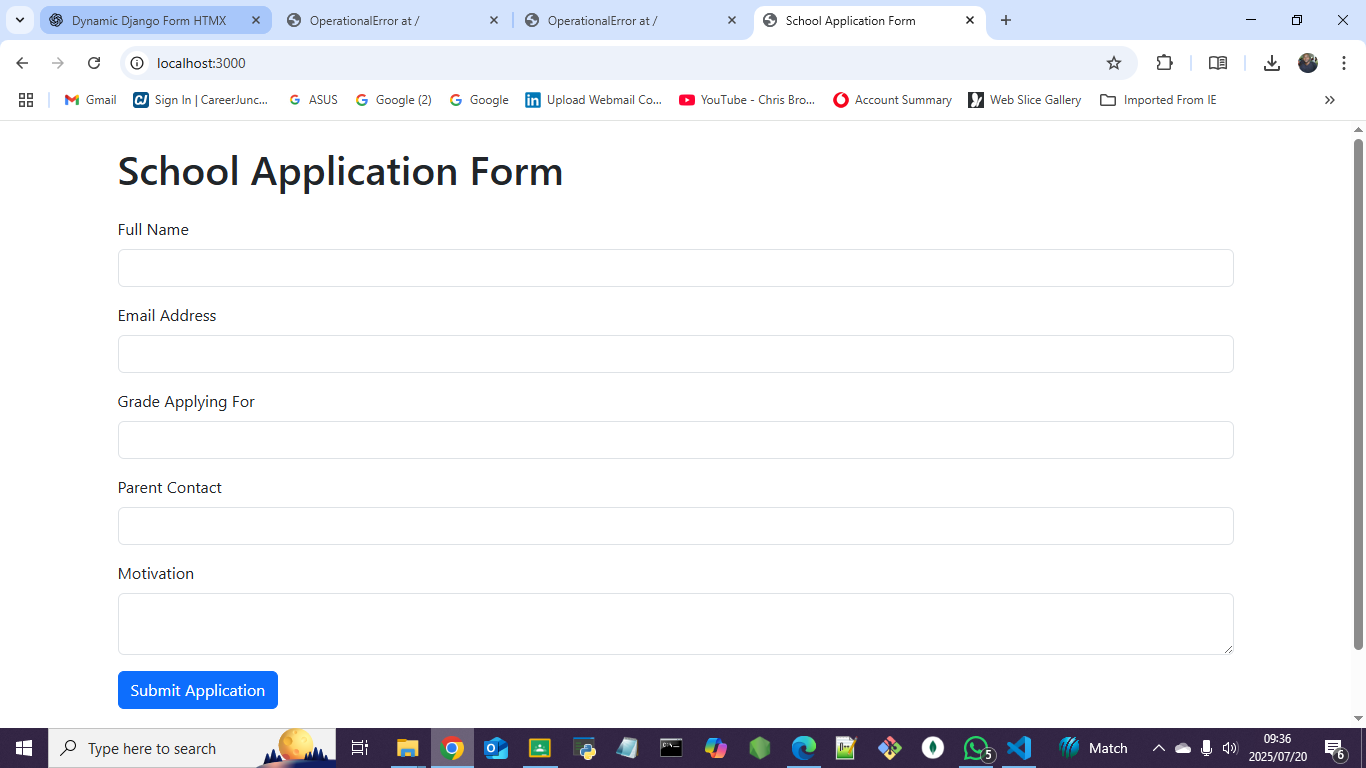 Dynamic Django Form HTMX
OperationalError at /
OperationalError at /
School Application Form
localhost:3000
Gmail
Sign In | CareerJunc...
ASUS
Google (2)
Google
Upload Webmail Co...
YouTube - Chris Bro...
Account Summary
Web Slice Gallery
Imported From IE
School Application Form
Full Name
Email Address
Grade Applying For
Parent Contact
Motivation
Submit Application
Type here to search
5
Match
09:36
2025/07/20
6